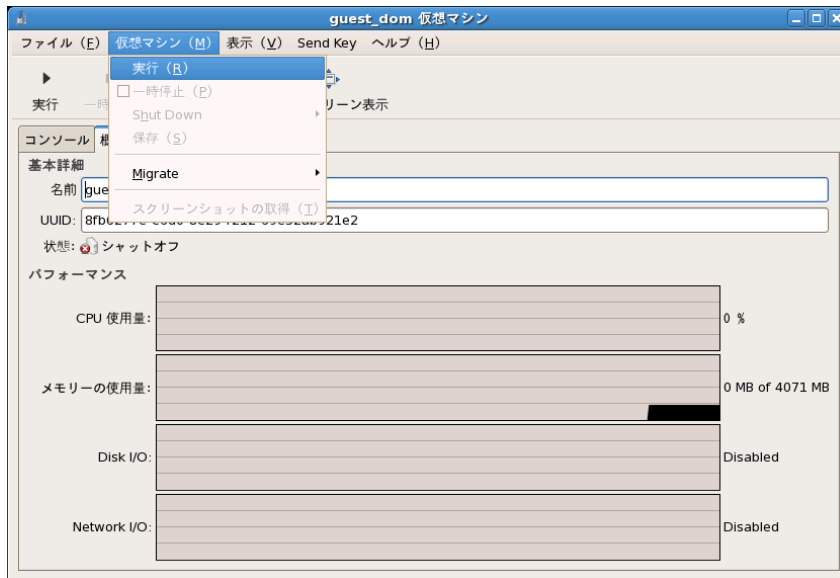 guest_dom 仮想マシン
ファイル (F) 仮想マシン (M) 表示 (V) Send Key ヘルプ (H)
実行 (R)
一時停止 (P)
Shut Down
保存 (S)
Migrate
スクリーンショットの取得 (T)
実行 一時 リーン表示
コンソール
基本詳細
名前 gue
UUID:
状態: シャットオフ
パフォーマンス
CPU 使用量: 0 %
メモリーの使用量: 0 MB of 4071 MB
Disk I/O: Disabled
Network I/O: Disabled